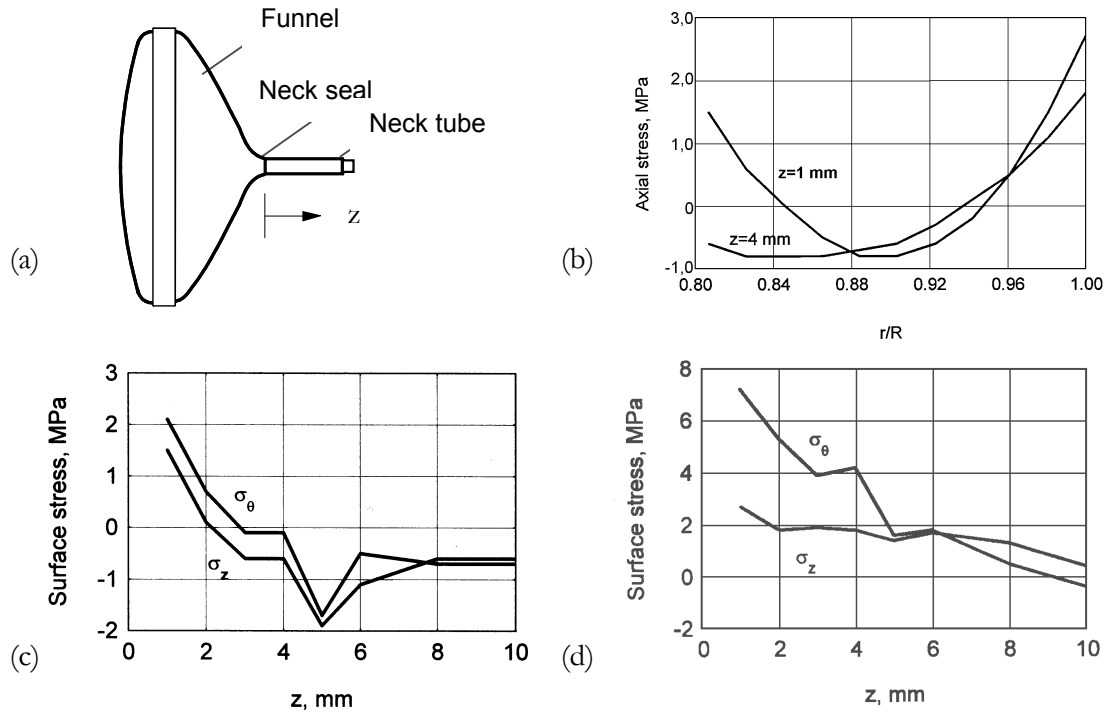 Funnel
Neck seal
Neck tube
z
(a)
3,0
2,0
1,0
0
-1,0
Axial stress, MPa
z=1 mm
z=4 mm
0.80 0.84 0.88 0.92 0.96 1.00
r/R
(b)
3
2
1
0
-1
-2
Surface stress, MPa
σθ
σz
0 2 4 6 8 10
z, mm
(c)
8
6
4
2
0
-2
Surface stress, MPa
σθ
σz
0 2 4 6 8 10
z, mm
(d)